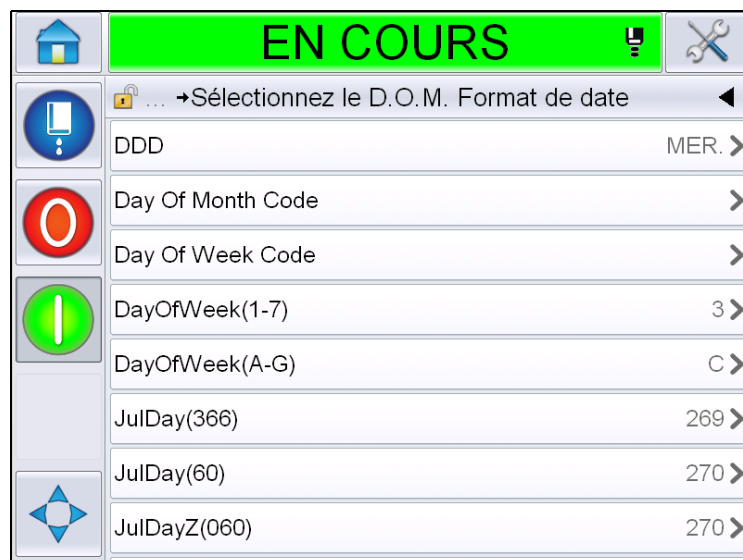 EN COURS
... →Sélectionnez le D.O.M. Format de date
DDD MER.
Day Of Month Code
Day Of Week Code
DayOfWeek(1-7) 3
DayOfWeek(A-G) C
JulDay(366) 269
JulDay(60) 270
JulDayZ(060) 270